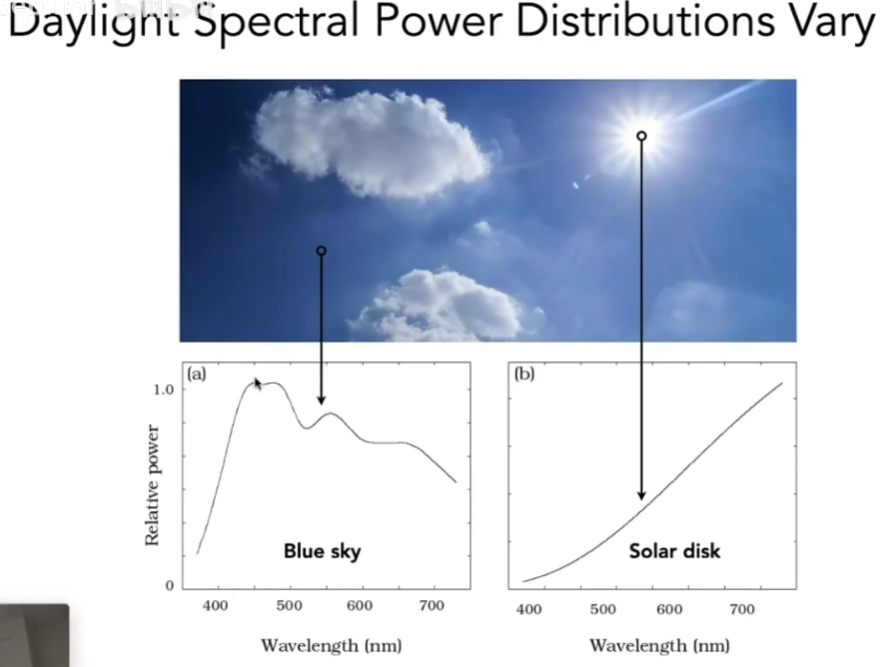 Daylight Spectral Power Distributions Vary
(a)
(b)
1.0
Relative power
0
Blue sky
Solar disk
400 500 600 700
400 500 600 700
Wavelength (nm)
Wavelength (nm)